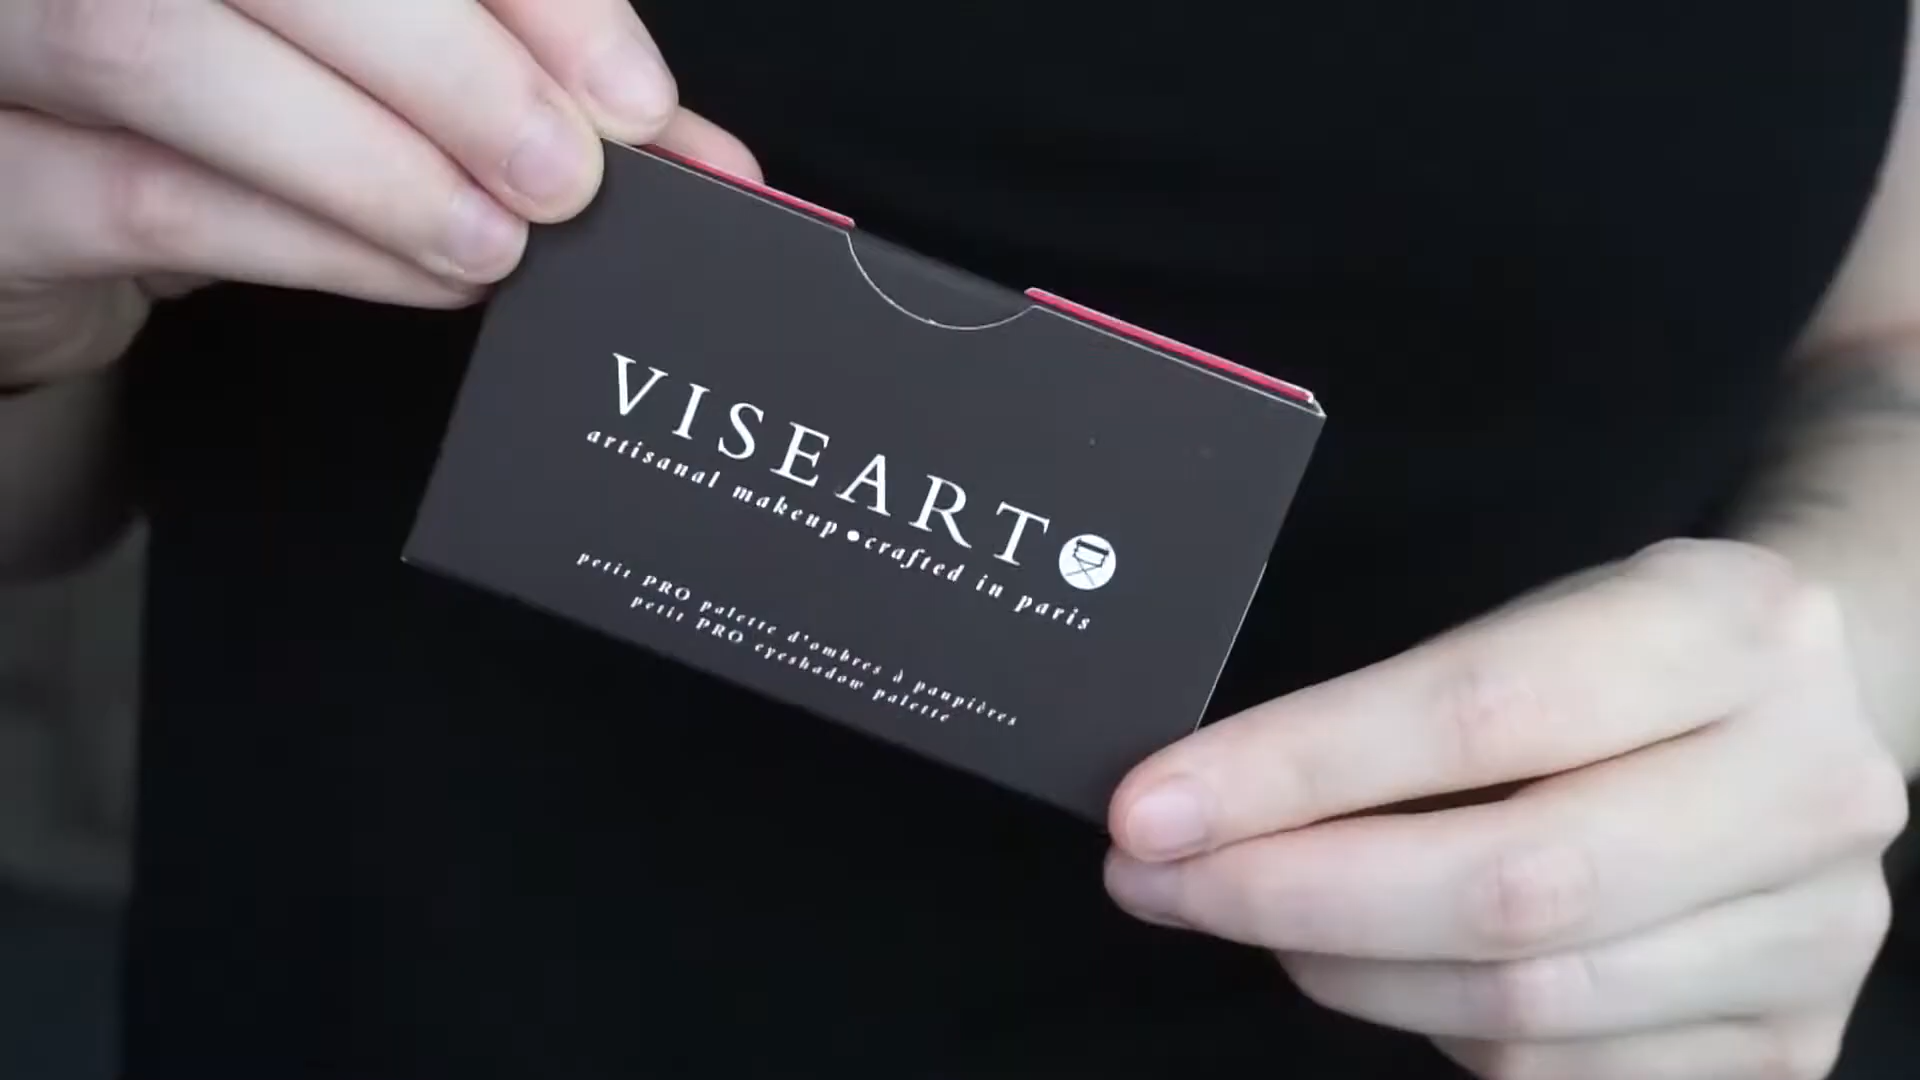 VISEART
artisanal makeup•crafted in paris
petit PRO palette d'ombres à paupières
petit PRO eyeshadow palette